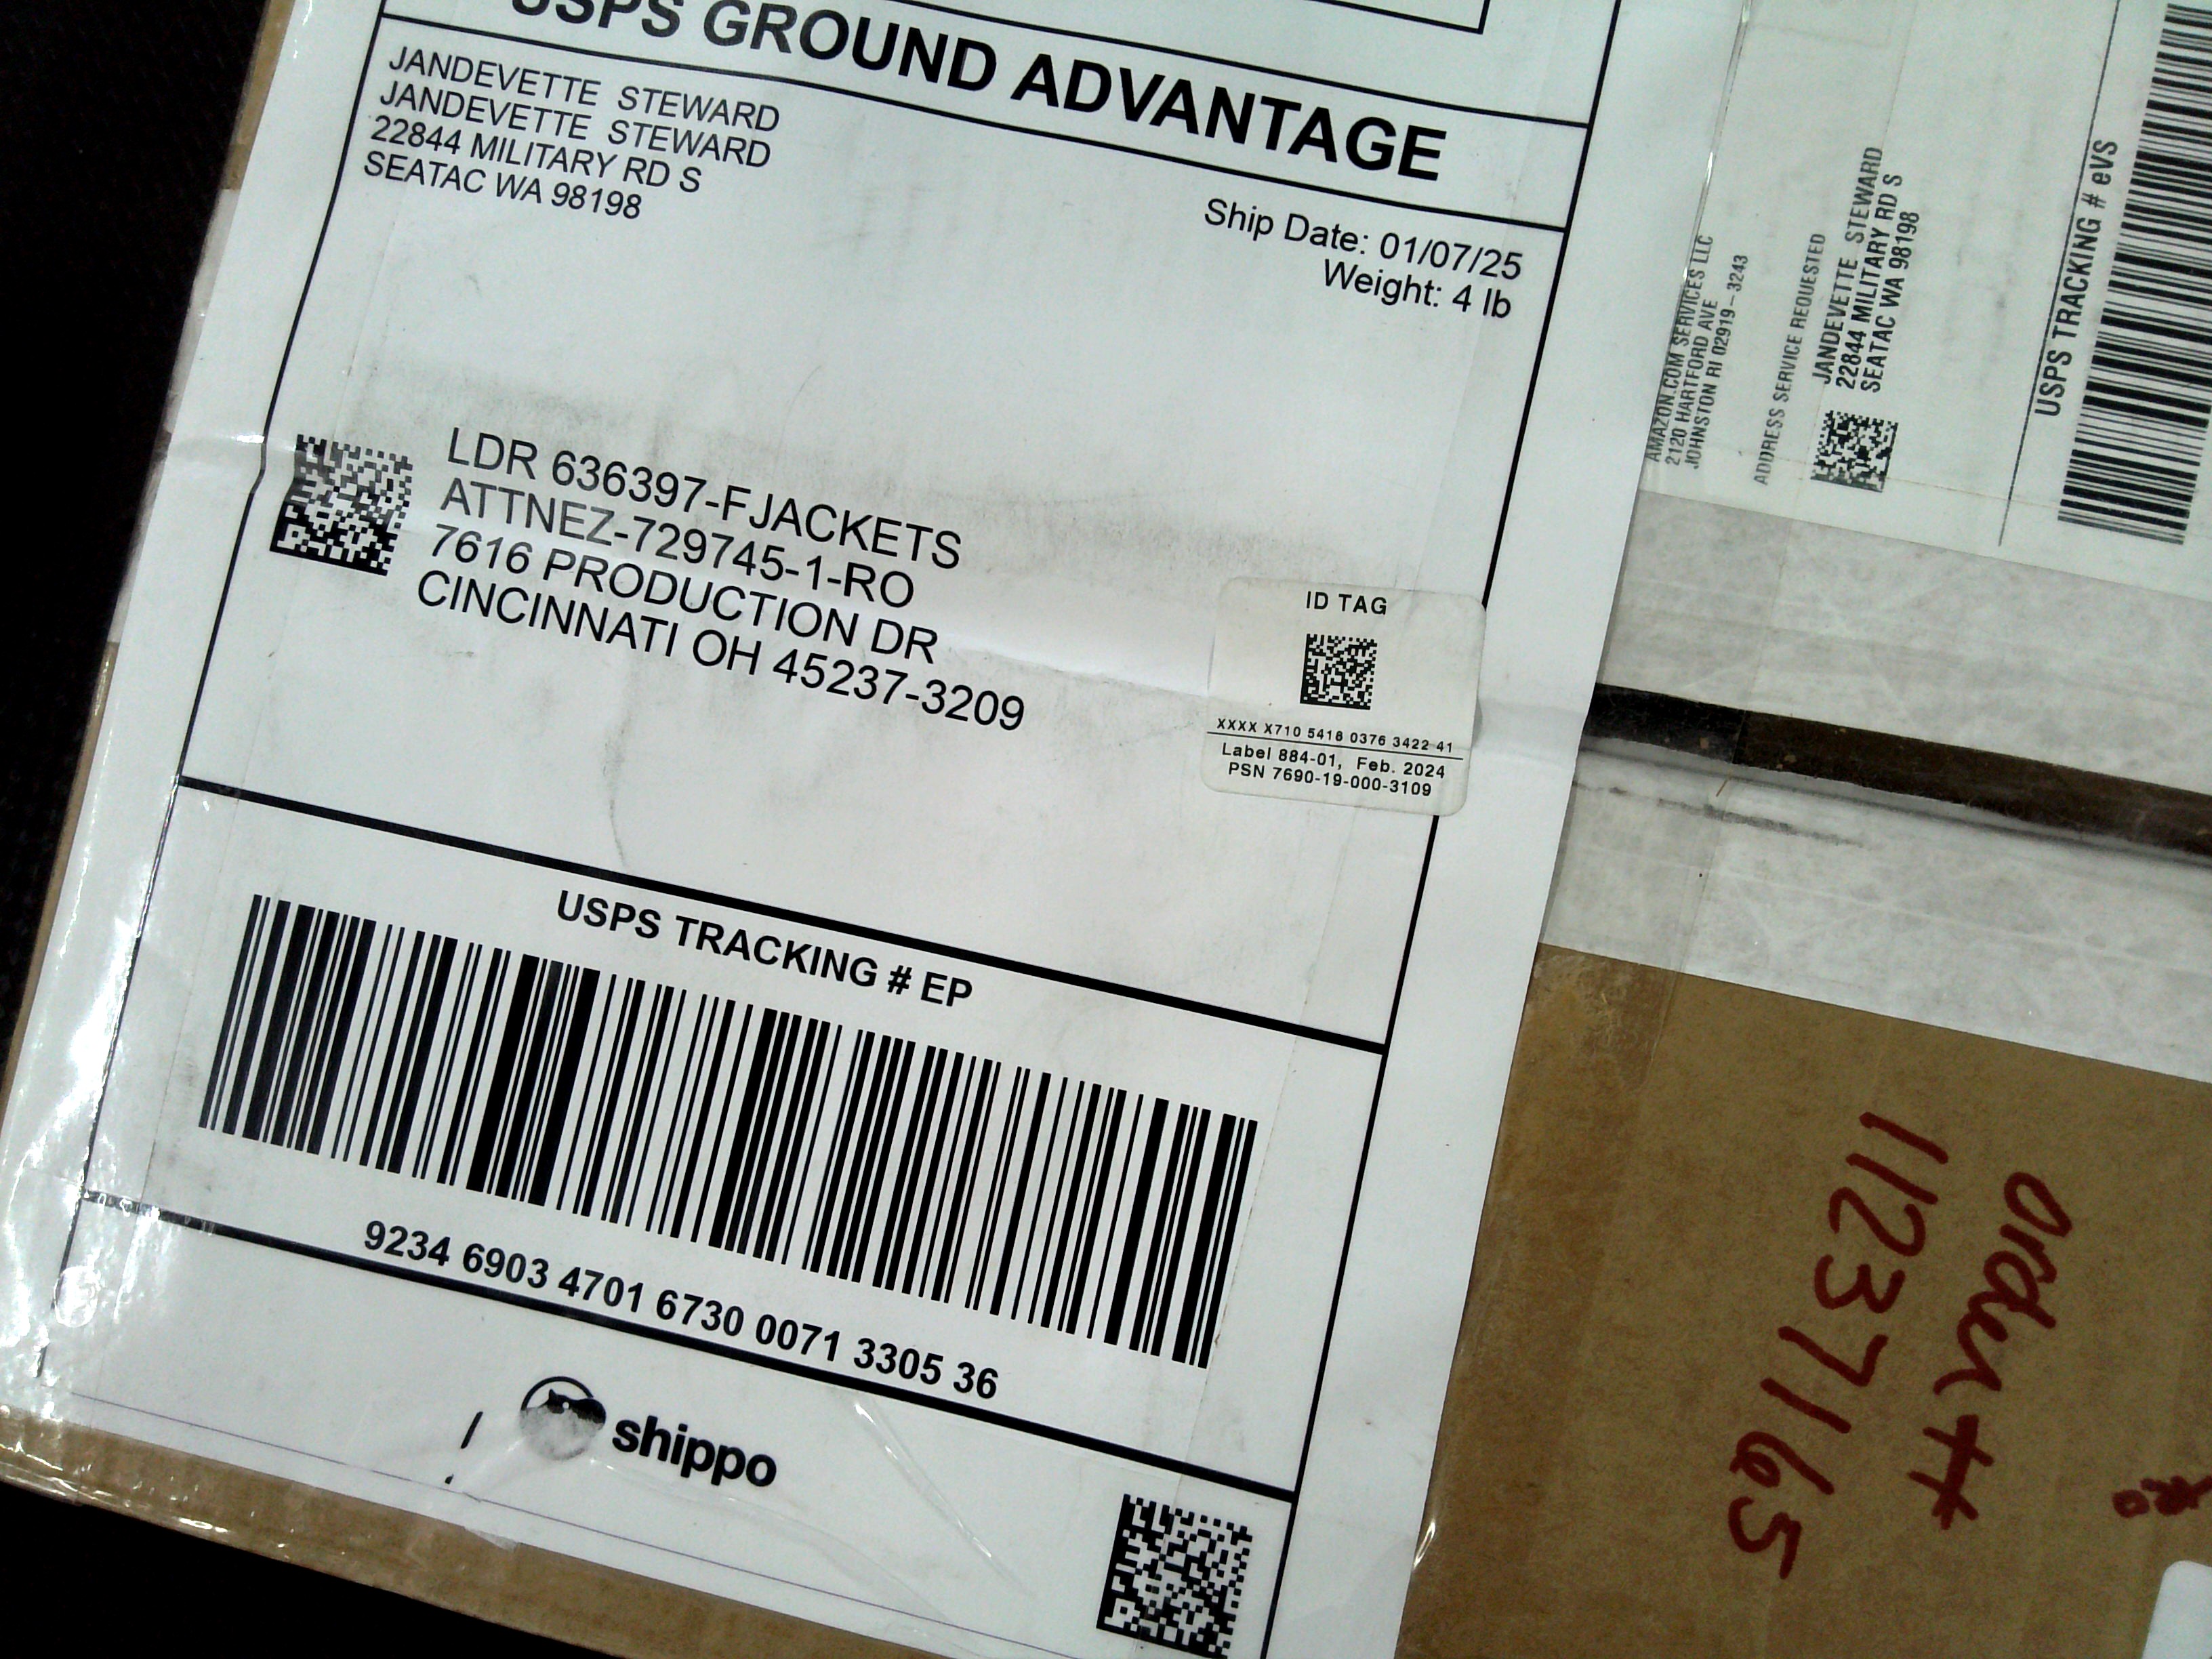 USPS GROUND ADVANTAGE
JANDEVETTE STEWARD
JANDEVETTE STEWARD
22844 MILITARY RD S
SEATAC WA 98198
Ship Date: 01/07/25
Weight: 4 lb
LDR 636397-FJACKETS
ATTNEZ-729745-1-RO
7616 PRODUCTION DR
CINCINNATI OH 45237-3209
ID TAG
XXXX X710 5418 0376 3422 41
Label 884-01, Feb. 2024
PSN 7690-19-000-3109
USPS TRACKING # EP
9234 6903 4701 6730 0071 3305 36
shippo
AMAZON.COM SERVICES LLC
2120 HARTFORD AVE
JOHNSTON RI 02919-3243
ADDRESS SERVICE REQUESTED
JANDEVETTE STEWARD
22844 MILITARY RD S
SEATAC WA 98198
USPS TRACKING # eVS
order #
11237165